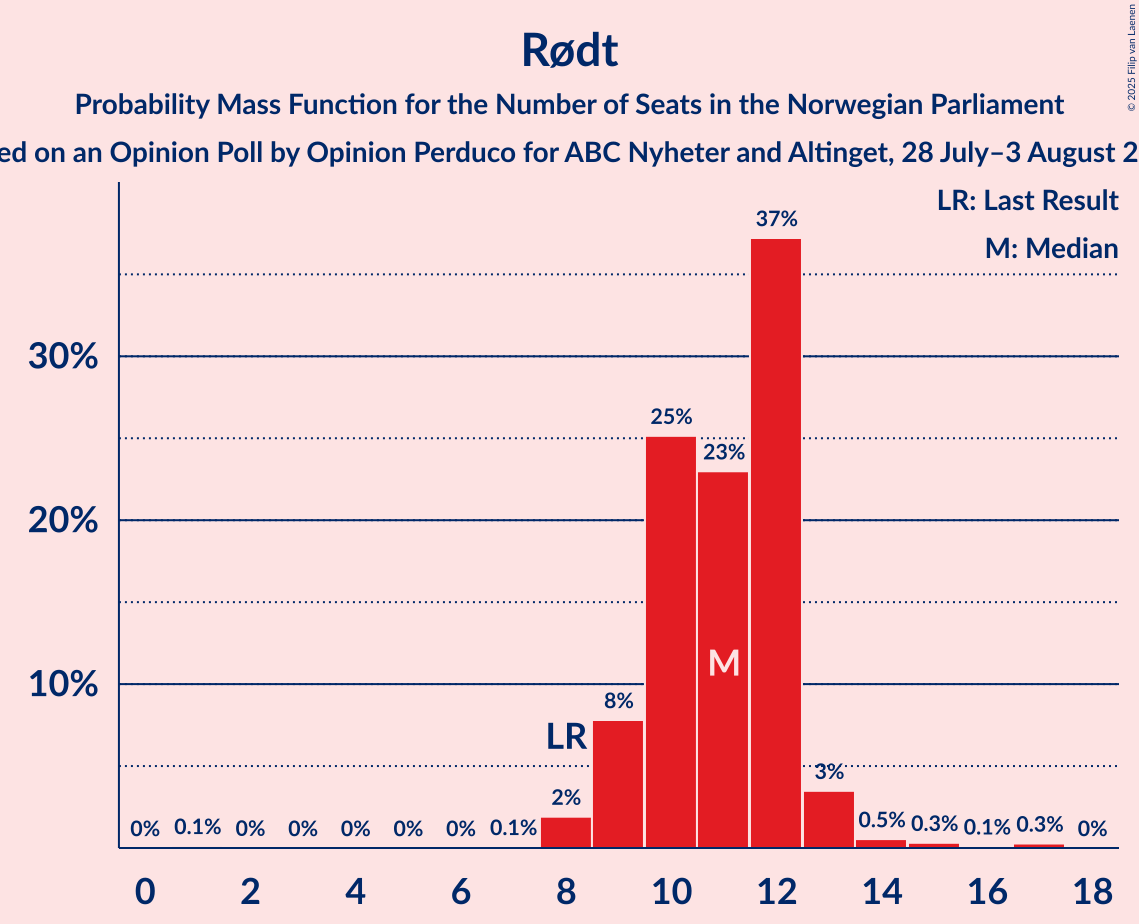 © 2025 Filip van Laenen
Rødt
Probability Mass Function for the Number of Seats in the Norwegian Parliament
ed on an Opinion Poll by Opinion Perduco for ABC Nyheter and Altinget, 28 July–3 August 2
LR: Last Result
M: Median
37%
30%
25%
23%
20%
M
10%
8%
LR
3%
2%
0% 0.1% 0% 0% 0% 0% 0% 0.1% 0.5% 0.3% 0.1% 0.3% 0%
0 2 4 6 8 10 12 14 16 18